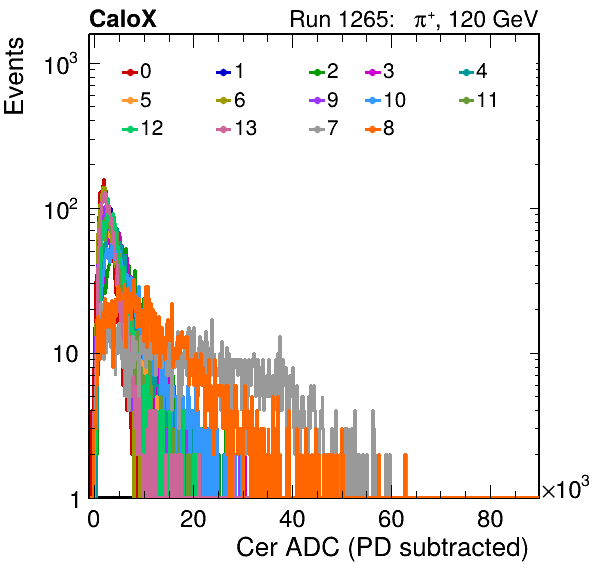 CaloX Run 1265: π+, 120 GeV
Events
10³
10²
10
1
0 1 2 3 4
5 6 9 10 11
12 13 7 8
0 20 40 60 80 ×10³
Cer ADC (PD subtracted)